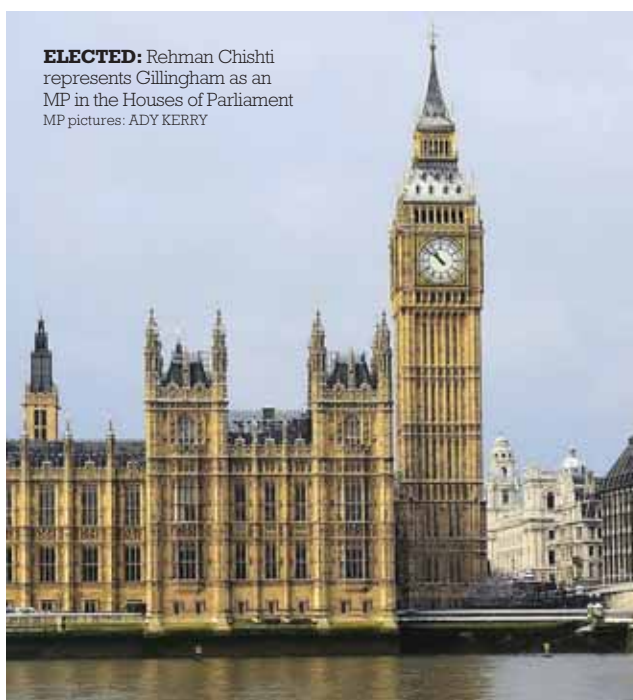 ELECTED: Rehman Chishti
represents Gillingham as an
MP in the Houses of Parliament
MP pictures: ADY KERRY